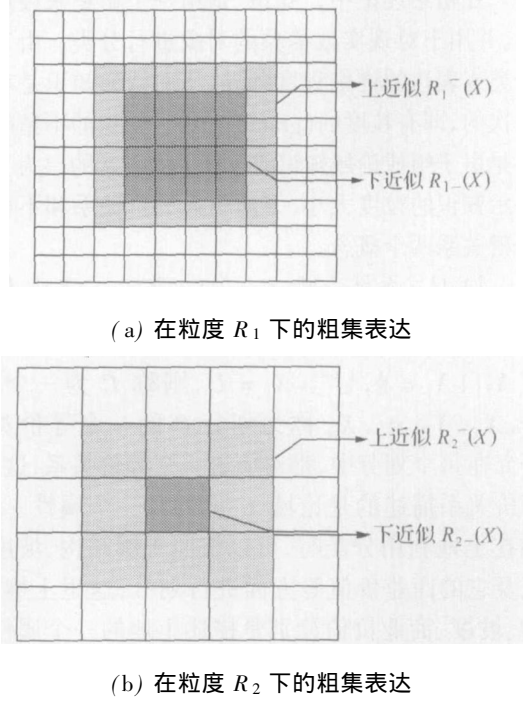 上近似 R₁⁻(X)
下近似 R₁₋(X)
(a) 在粒度 R₁ 下的粗集表达
上近似 R₂⁻(X)
下近似 R₂₋(X)
(b) 在粒度 R₂ 下的粗集表达